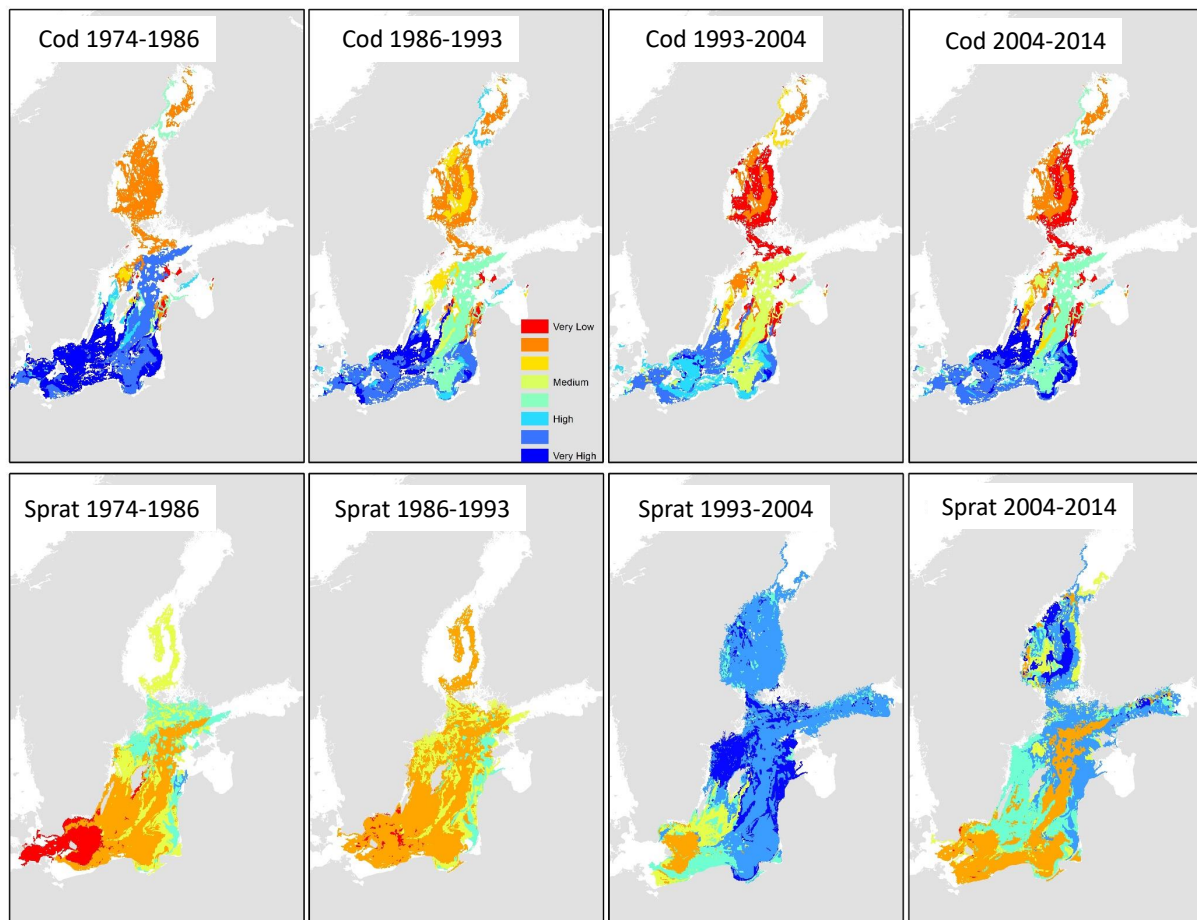 Cod 1974-1986
Cod 1986-1993
Cod 1993-2004
Cod 2004-2014
Very Low
Medium
High
Very High
Sprat 1974-1986
Sprat 1986-1993
Sprat 1993-2004
Sprat 2004-2014